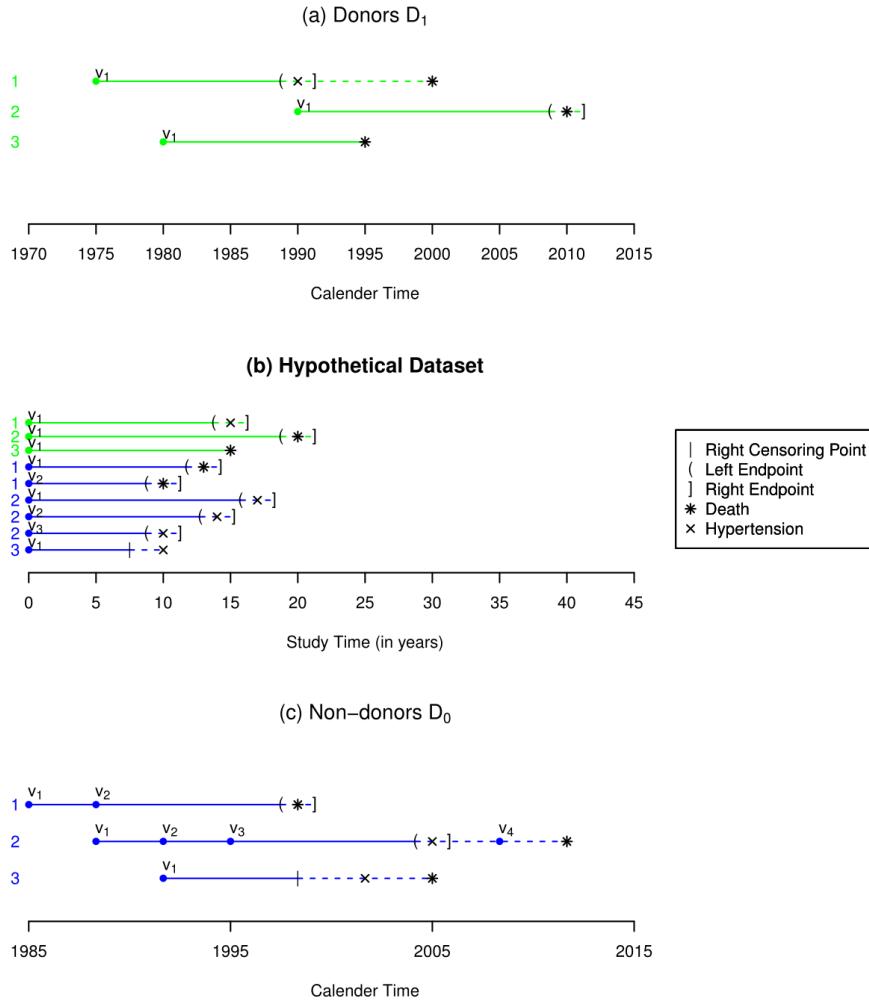 (a) Donors D1
1 v1 ( ]
2 v1 ( ]
3 v1
1970 1975 1980 1985 1990 1995 2000 2005 2010 2015
Calender Time
(b) Hypothetical Dataset
1 v1 ( ]
2 v1 ( ]
3 v1
1 v1 ( ]
1 v2 ( ]
2 v1 ( ]
2 v2 ( ]
2 v3 ( ]
3 v1 |
0 5 10 15 20 25 30 35 40 45
Study Time (in years)
| Right Censoring Point
( Left Endpoint
] Right Endpoint
∗ Death
× Hypertension
(c) Non−donors D0
1 v1 v2 ( ]
2 v1 v2 v3 ( ] v4
3 v1 |
1985 1995 2005 2015
Calender Time